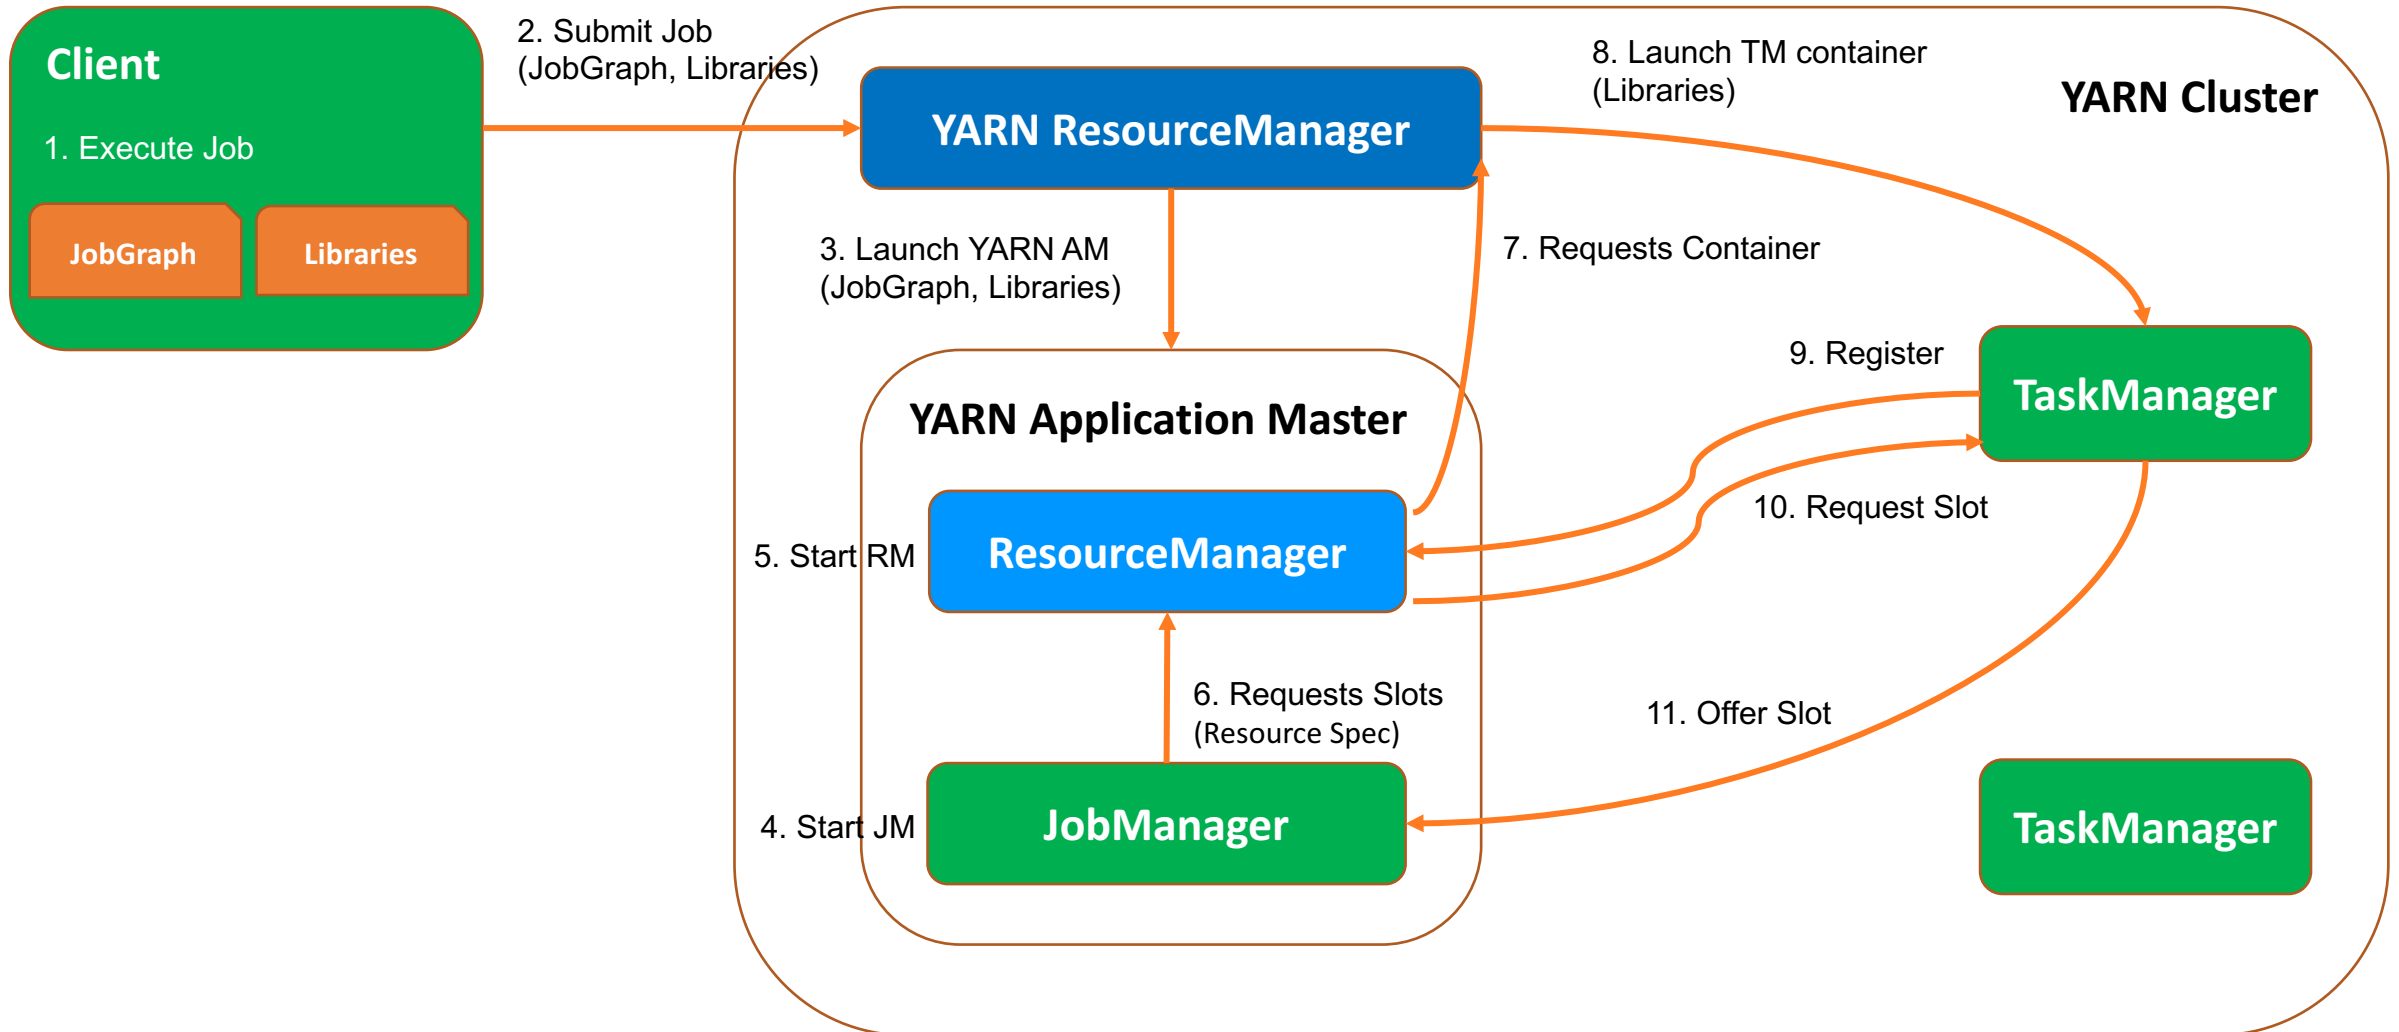 Client
1. Execute Job
JobGraph
Libraries
2. Submit Job
(JobGraph, Libraries)
YARN ResourceManager
8. Launch TM container
(Libraries)
YARN Cluster
3. Launch YARN AM
(JobGraph, Libraries)
7. Requests Container
YARN Application Master
9. Register
TaskManager
5. Start RM
ResourceManager
10. Request Slot
6. Requests Slots
(Resource Spec)
11. Offer Slot
4. Start JM
JobManager
TaskManager